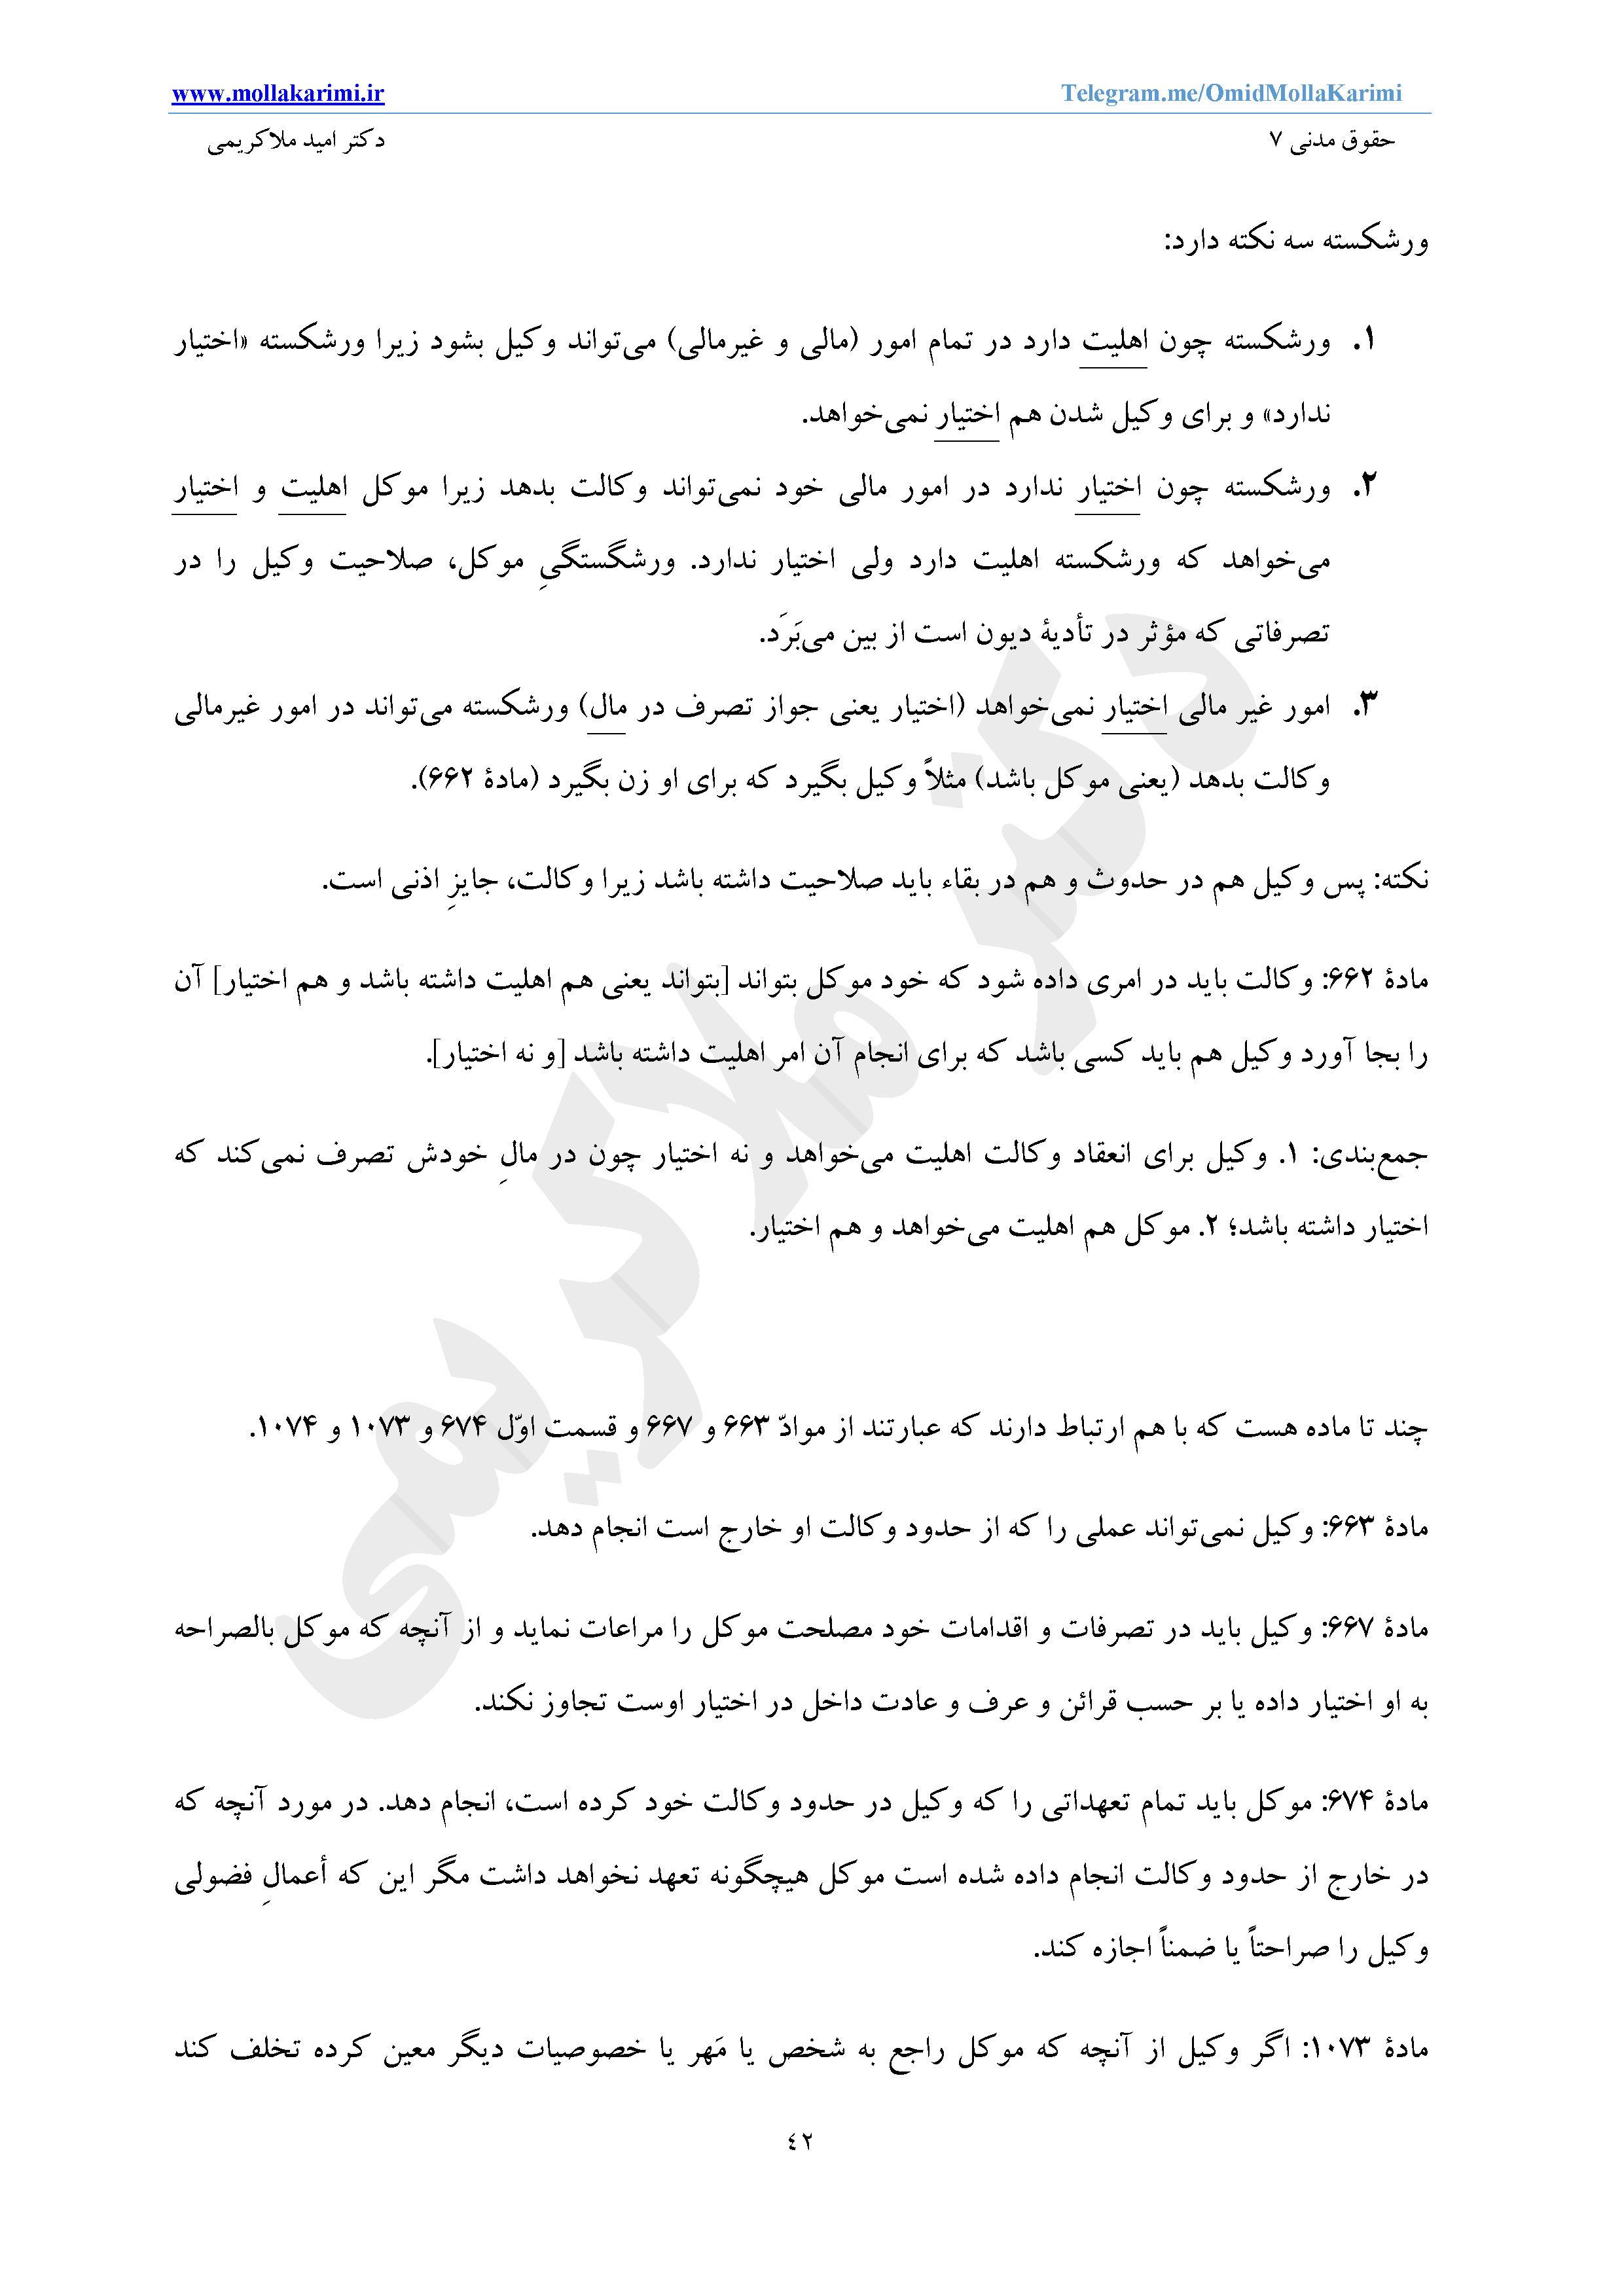 www.mollakarimi.ir Telegram.me/OmidMollaKarimi
حقوق مدنی ۷ دکتر امید ملاکریمی
ورشکسته سه نکته دارد:
۱. ورشکسته چون اهلیت دارد در تمام امور (مالی و غیرمالی) می‌تواند وکیل بشود زیرا ورشکسته «اختیار
ندارد» و برای وکیل شدن هم اختیار نمی‌خواهد.
۲. ورشکسته چون اختیار ندارد در امور مالی خود نمی‌تواند وکالت بدهد زیرا موکل اهلیت و اختیار
می‌خواهد که ورشکسته اهلیت دارد ولی اختیار ندارد. ورشگستگیِ موکل، صلاحیت وکیل را در
تصرفاتی که مؤثر در تأدیۀ دیون است از بین می‌بَرَد.
۳. امور غیر مالی اختیار نمی‌خواهد (اختیار یعنی جواز تصرف در مال) ورشکسته می‌تواند در امور غیرمالی
وکالت بدهد (یعنی موکل باشد) مثلاً وکیل بگیرد که برای او زن بگیرد (مادۀ ۶۶۲).
نکته: پس وکیل هم در حدوث و هم در بقاء باید صلاحیت داشته باشد زیرا وکالت، جایزِ اذنی است.
مادۀ ۶۶۲: وکالت باید در امری داده شود که خود موکل بتواند [بتواند یعنی هم اهلیت داشته باشد و هم اختیار] آن
را بجا آورد وکیل هم باید کسی باشد که برای انجام آن امر اهلیت داشته باشد [و نه اختیار].
جمع‌بندی: ۱. وکیل برای انعقاد وکالت اهلیت می‌خواهد و نه اختیار چون در مالِ خودش تصرف نمی‌کند که
اختیار داشته باشد؛ ۲. موکل هم اهلیت می‌خواهد و هم اختیار.
چند تا ماده هست که با هم ارتباط دارند که عبارتند از موادّ ۶۶۳ و ۶۶۷ و قسمت اوّل ۶۷۴ و ۱۰۷۳ و ۱۰۷۴.
مادۀ ۶۶۳: وکیل نمی‌تواند عملی را که از حدود وکالت او خارج است انجام دهد.
مادۀ ۶۶۷: وکیل باید در تصرفات و اقدامات خود مصلحت موکل را مراعات نماید و از آنچه که موکل بالصراحه
به او اختیار داده یا بر حسب قرائن و عرف و عادت داخل در اختیار اوست تجاوز نکند.
مادۀ ۶۷۴: موکل باید تمام تعهداتی را که وکیل در حدود وکالت خود کرده است، انجام دهد. در مورد آنچه که
در خارج از حدود وکالت انجام داده شده است موکل هیچگونه تعهد نخواهد داشت مگر این که أعمالِ فضولی
وکیل را صراحتاً یا ضمناً اجازه کند.
مادۀ ۱۰۷۳: اگر وکیل از آنچه که موکل راجع به شخص یا مَهر یا خصوصیات دیگر معین کرده تخلف کند
٤٢
دکتر ملاکریمی